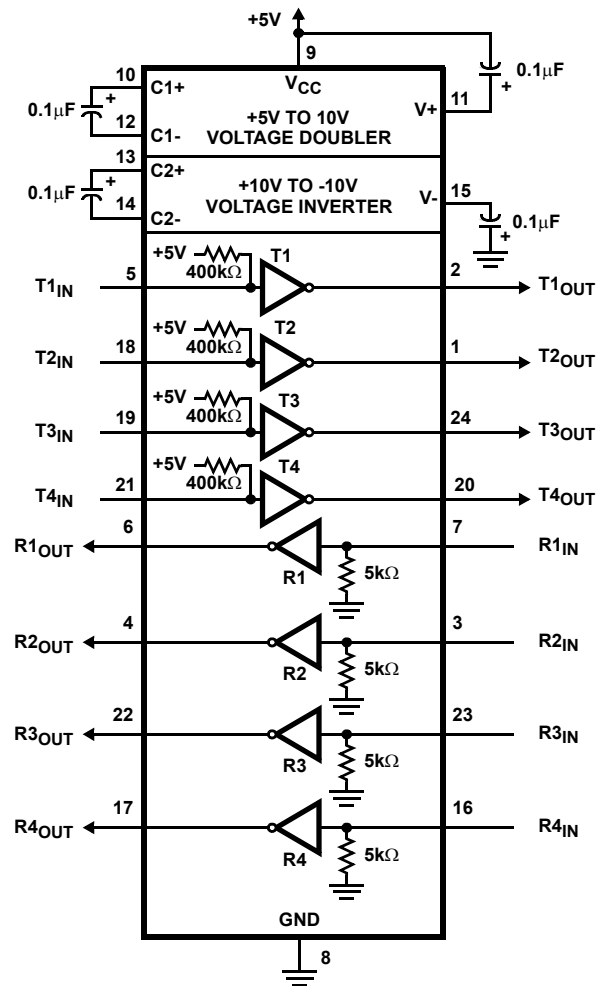 +5V
9
10
0.1µF
+
12
C1+
C1-
VCC
+5V TO 10V
VOLTAGE DOUBLER
V+
11
0.1µF
+
13
0.1µF
+
14
C2+
C2-
+10V TO -10V
VOLTAGE INVERTER
V-
15
0.1µF
+
T1IN
5
+5V
400kΩ
T1
2
T1OUT
T2IN
18
+5V
400kΩ
T2
1
T2OUT
T3IN
19
+5V
400kΩ
T3
24
T3OUT
T4IN
21
+5V
400kΩ
T4
20
T4OUT
R1OUT
6
R1
5kΩ
7
R1IN
R2OUT
4
R2
5kΩ
3
R2IN
R3OUT
22
R3
5kΩ
23
R3IN
R4OUT
17
R4
5kΩ
16
R4IN
GND
8